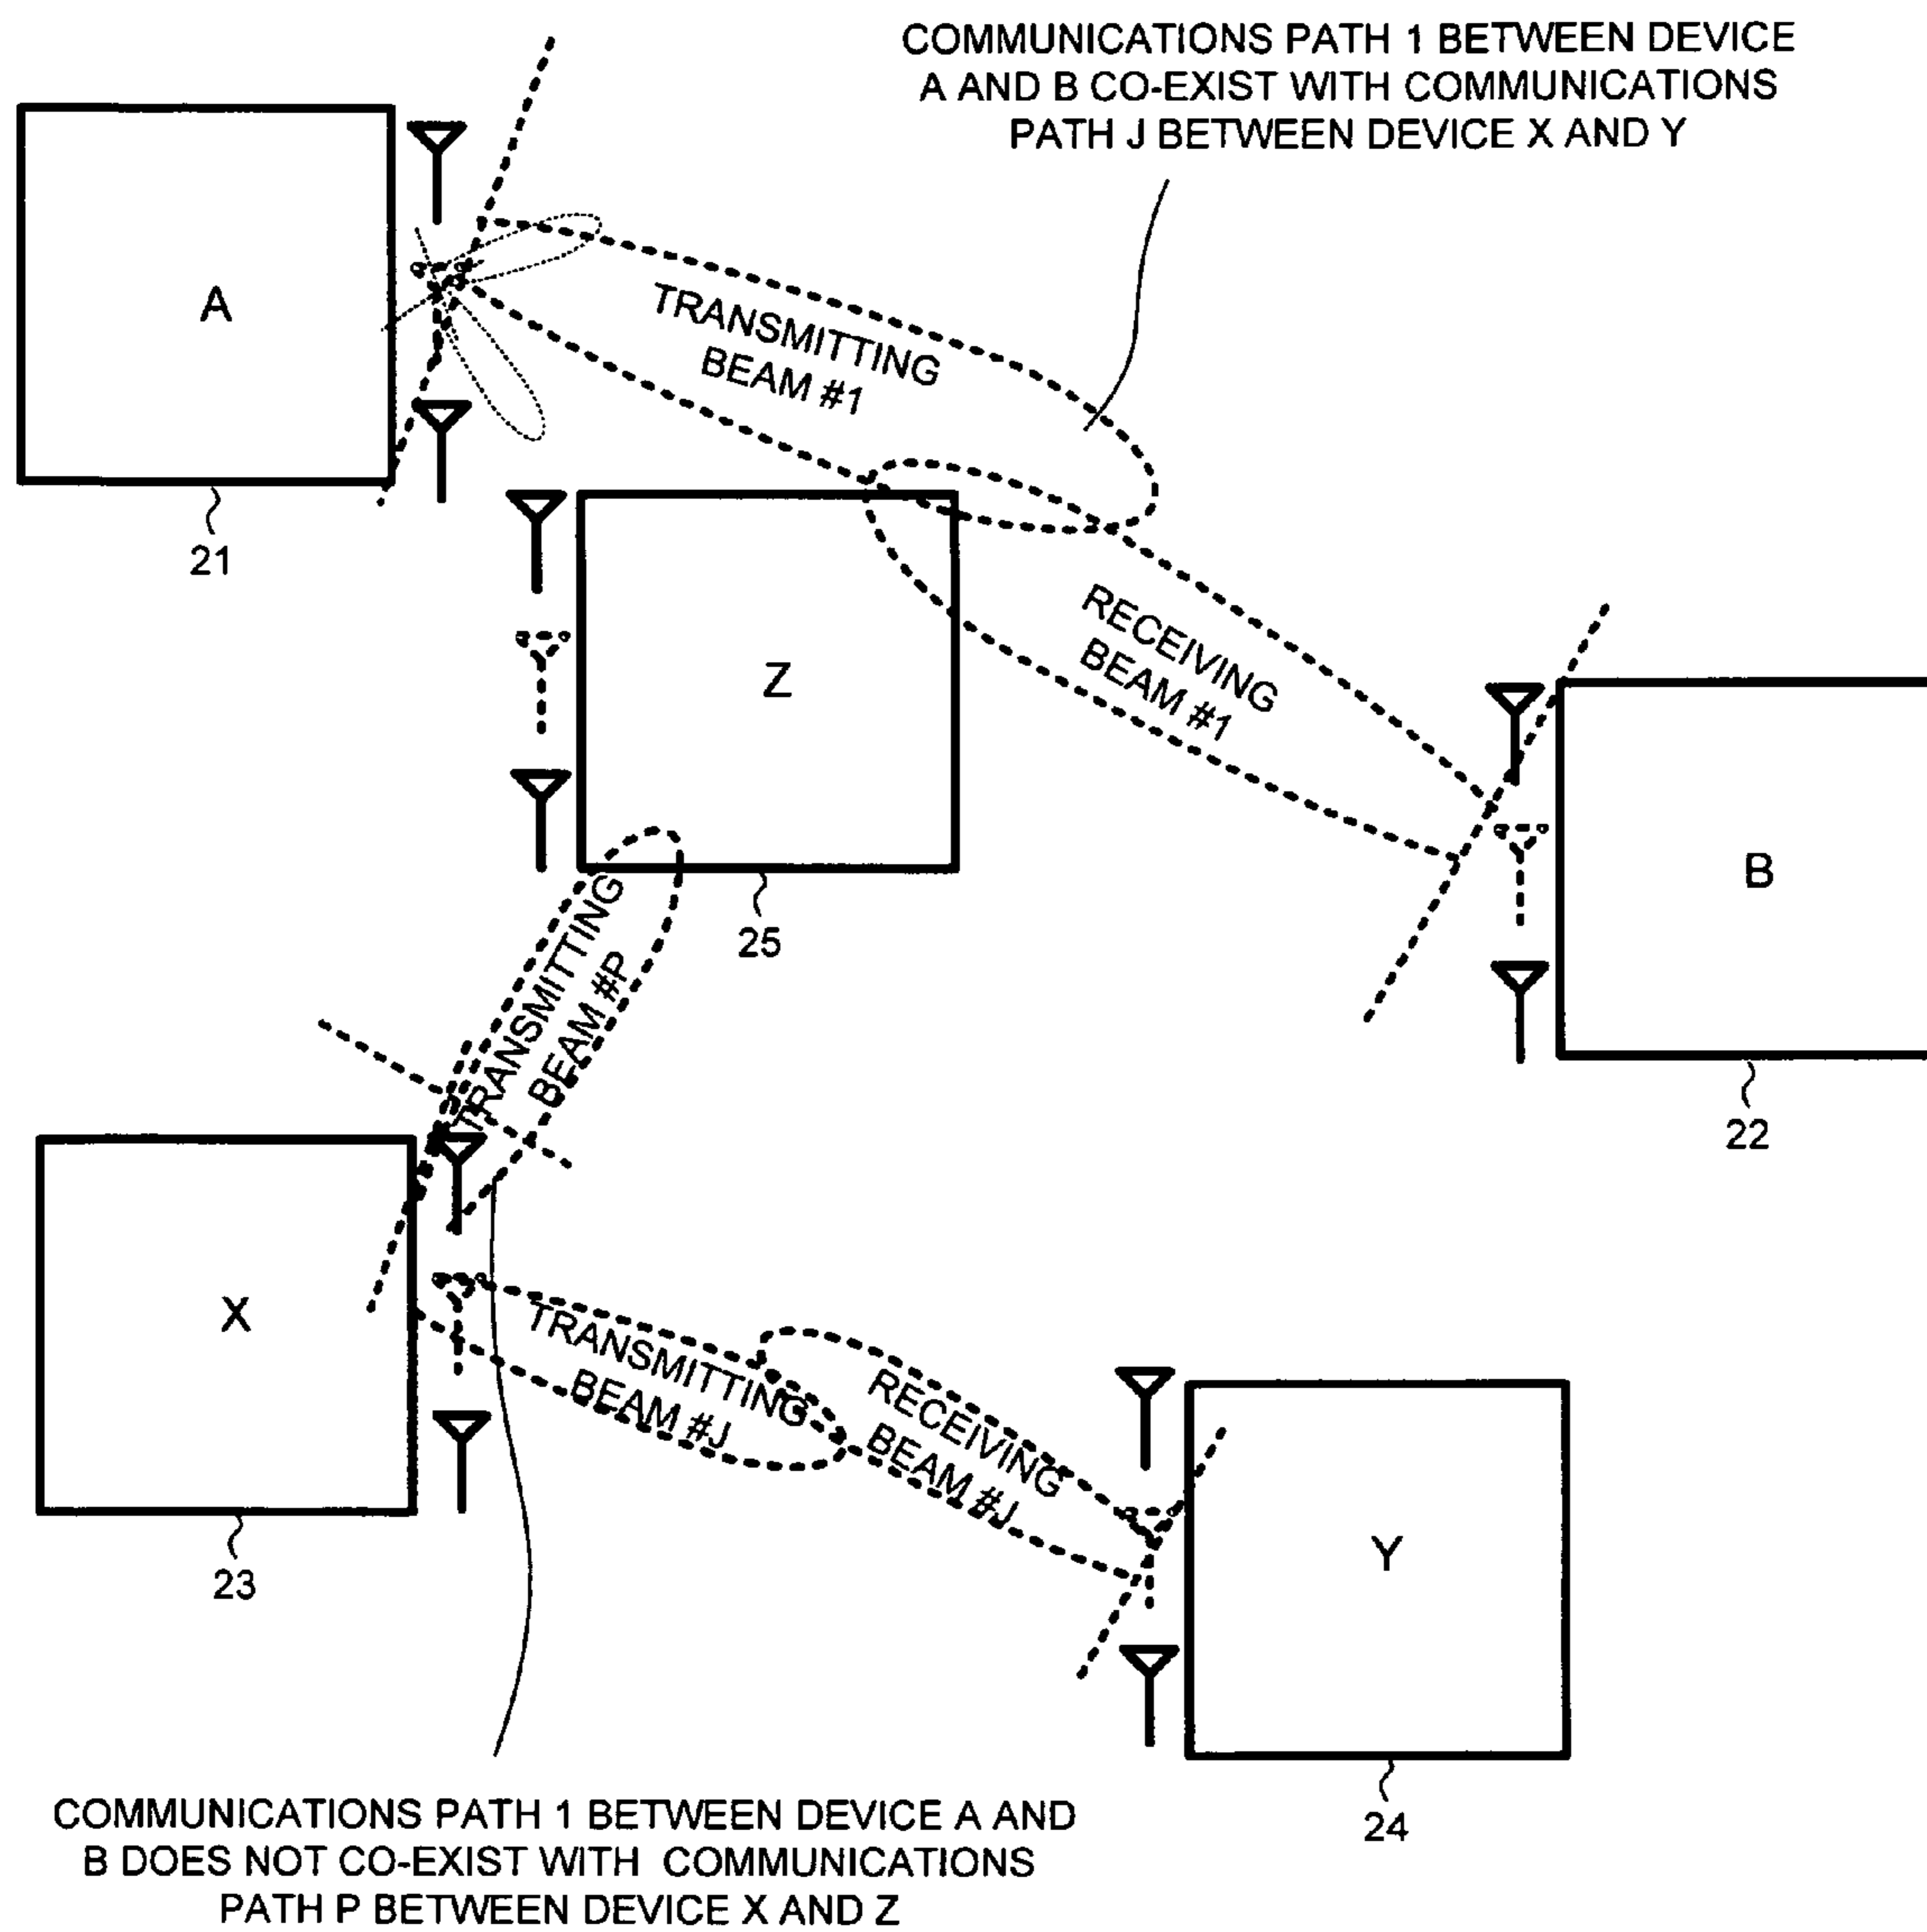 COMMUNICATIONS PATH 1 BETWEEN DEVICE
A AND B CO-EXIST WITH COMMUNICATIONS
PATH J BETWEEN DEVICE X AND Y
A
TRANSMITTING
BEAM #1
21
Z
RECEIVING
BEAM #1
B
25
TRANSMITTING
BEAM #P
22
X
TRANSMITTING
BEAM #J
RECEIVING
BEAM #J
Y
23
24
COMMUNICATIONS PATH 1 BETWEEN DEVICE A AND
B DOES NOT CO-EXIST WITH COMMUNICATIONS
PATH P BETWEEN DEVICE X AND Z